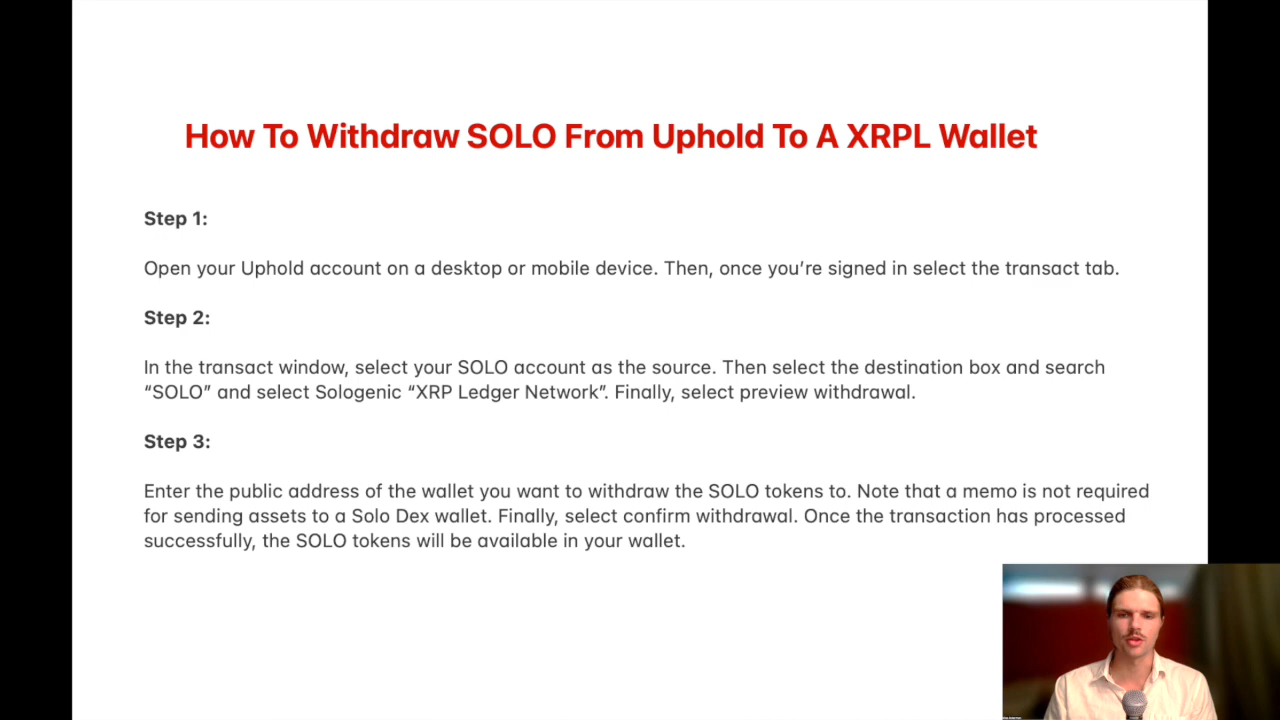 How To Withdraw SOLO From Uphold To A XRPL Wallet
Step 1:
Open your Uphold account on a desktop or mobile device. Then, once you’re signed in select the transact tab.
Step 2:
In the transact window, select your SOLO account as the source. Then select the destination box and search
“SOLO” and select Sologenic “XRP Ledger Network”. Finally, select preview withdrawal.
Step 3:
Enter the public address of the wallet you want to withdraw the SOLO tokens to. Note that a memo is not required
for sending assets to a Solo Dex wallet. Finally, select confirm withdrawal. Once the transaction has processed
successfully, the SOLO tokens will be available in your wallet.